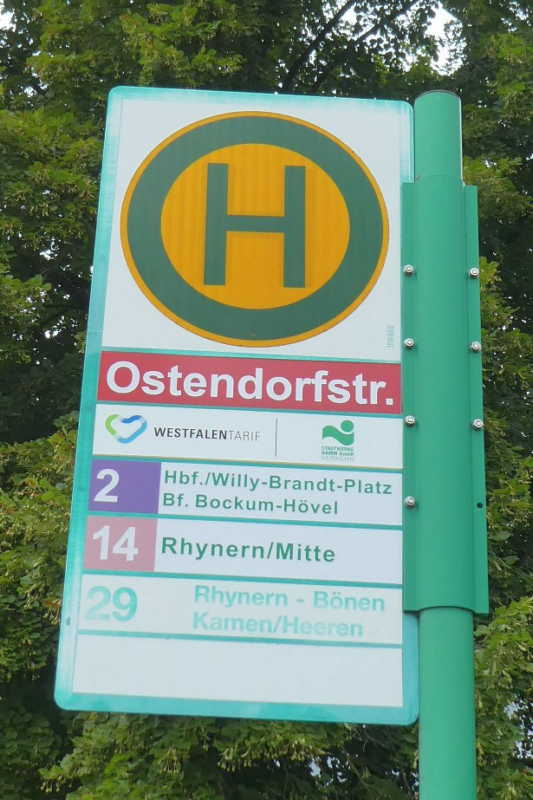 H
Ostendorfstr.
WESTFALENTARIF
2
Hbf./Willy-Brandt-Platz
Bf. Bockum-Hövel
14
Rhynern/Mitte
29
Rhynern - Bönen
Kamen/Heeren